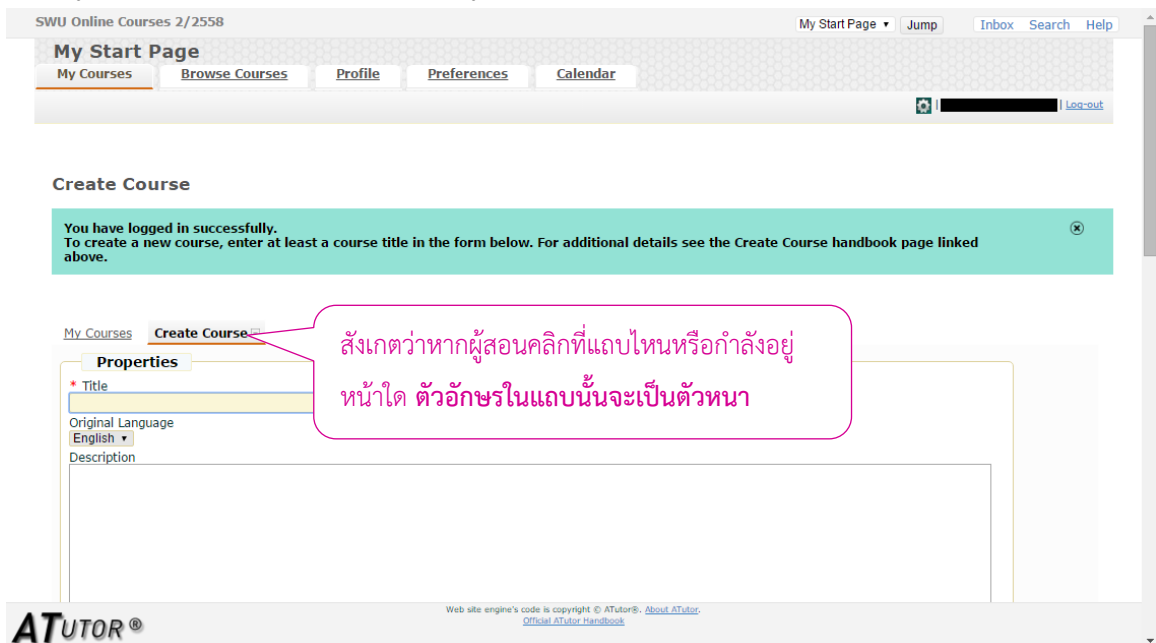 SWU Online Courses 2/2558
My Start Page Jump Inbox Search Help
My Start Page
My Courses Browse Courses Profile Preferences Calendar
| | Log-out
Create Course
You have logged in successfully.
To create a new course, enter at least a course title in the form below. For additional details see the Create Course handbook page linked
above.
My Courses Create Course
สังเกตว่าหากผู้สอนคลิกที่แถบไหนหรือกำลังอยู่
หน้าใด ตัวอักษรในแถบนั้นจะเป็นตัวหนา
Properties
* Title
Original Language
English
Description
Web site engine's code is copyright © ATutor®. About ATutor.
Official ATutor Handbook
ATUTOR ®